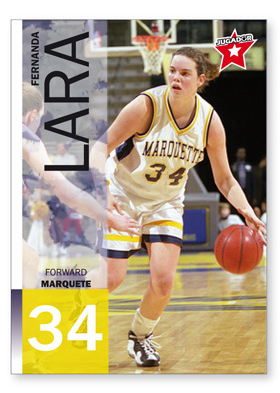 FERNANDA
LARA
JUGADOR
MARQUETTE
34
FORWARD
MARQUETE
34